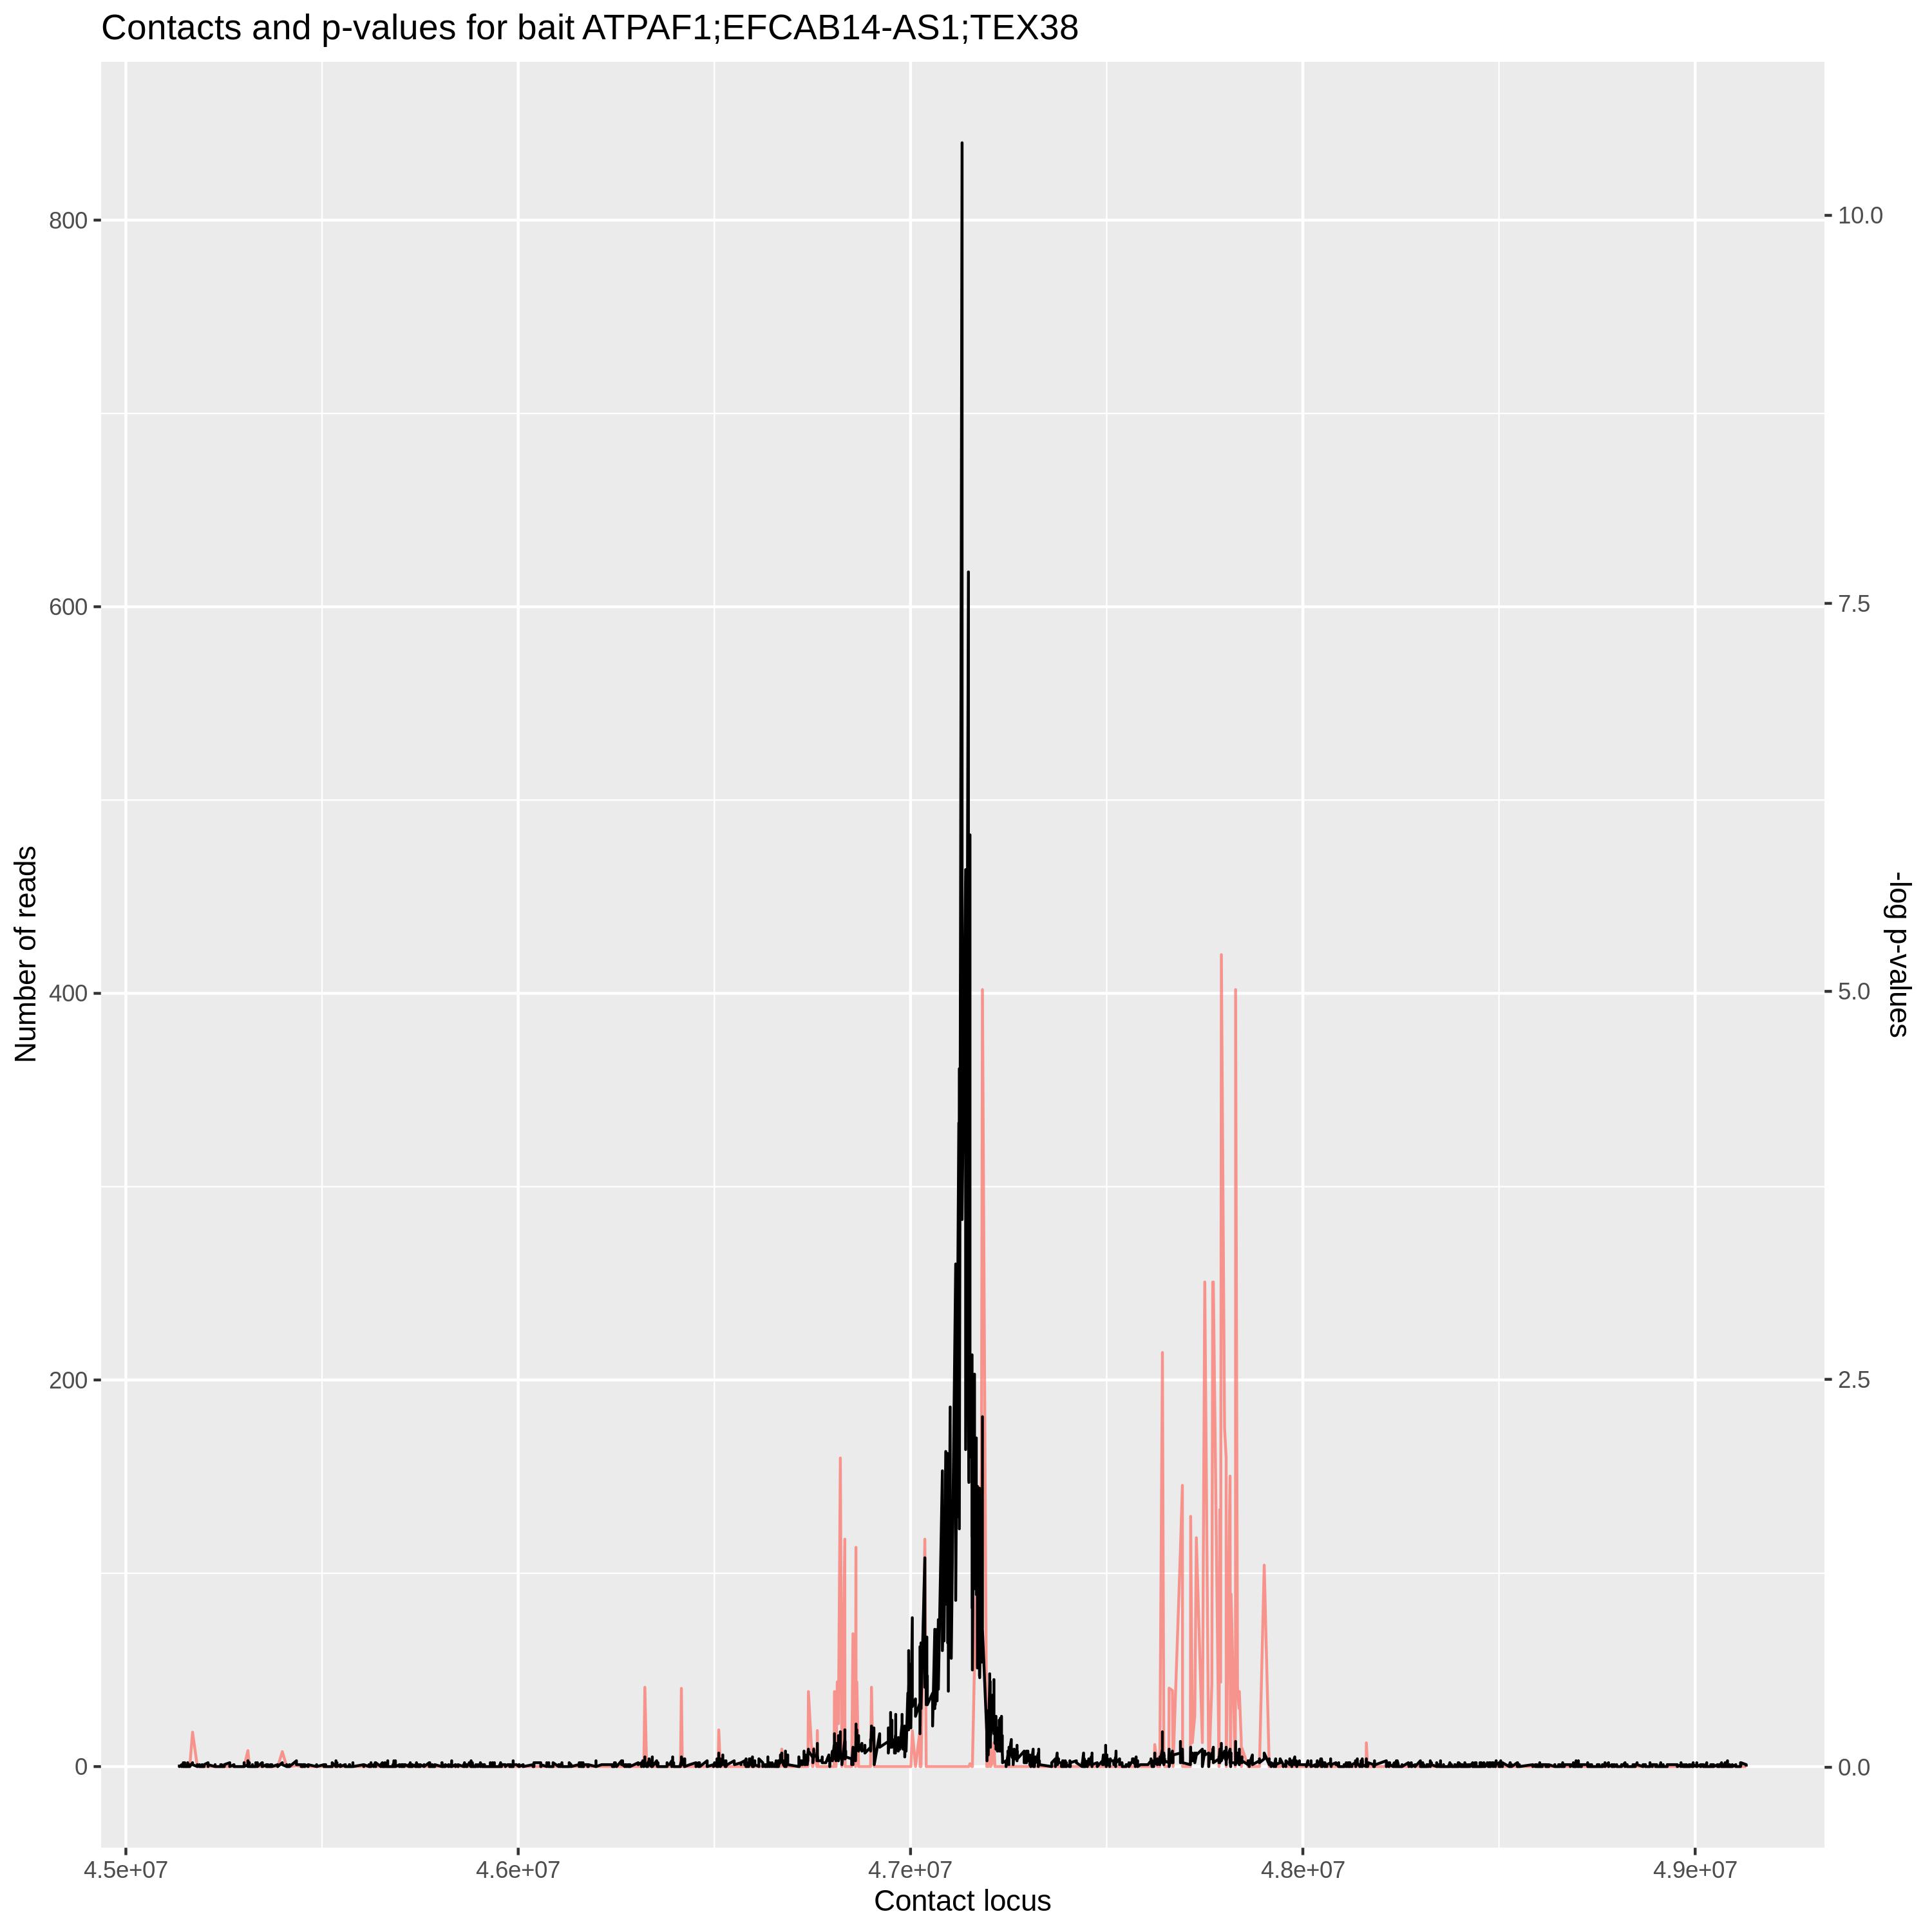 Contacts and p-values for bait ATPAF1;EFCAB14-AS1;TEX38
800
600
400
200
0
Number of reads
10.0
7.5
5.0
2.5
0.0
-log p-values
4.5e+07
4.6e+07
4.7e+07
4.8e+07
4.9e+07
Contact locus